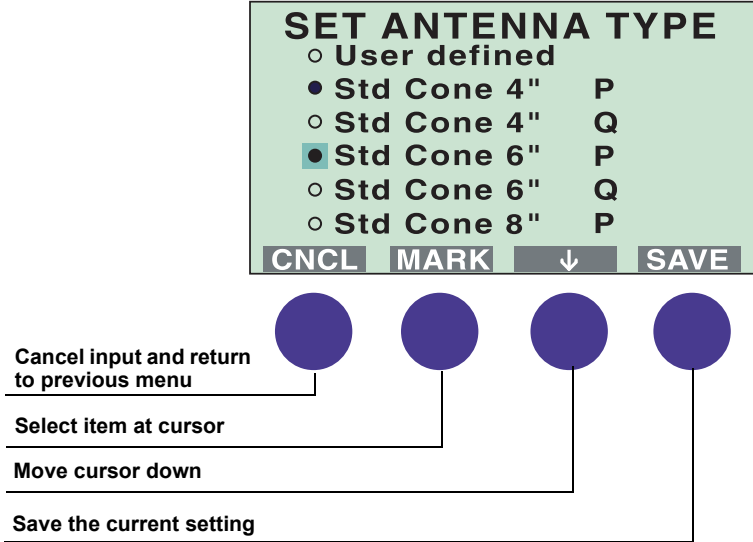 SET ANTENNA TYPE
User defined
Std Cone 4" P
Std Cone 4" Q
Std Cone 6" P
Std Cone 6" Q
Std Cone 8" P
CNCL MARK ↓ SAVE
Cancel input and return
to previous menu
Select item at cursor
Move cursor down
Save the current setting